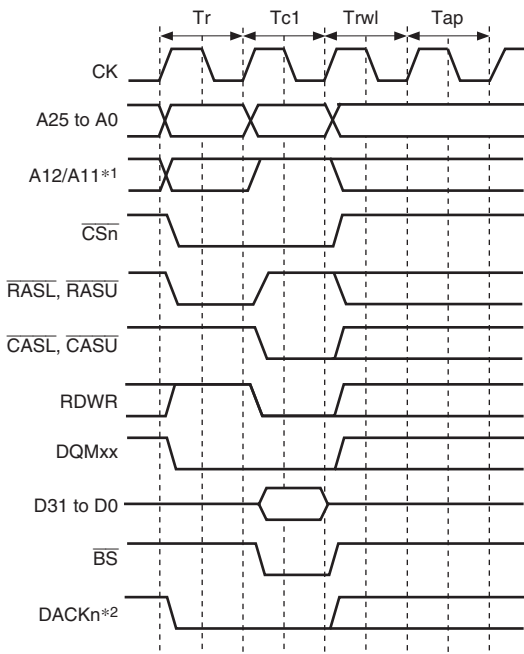 Tr Tc1 Trwl Tap
CK
A25 to A0
A12/A11*1
CSn
RASL, RASU
CASL, CASU
RDWR
DQMxx
D31 to D0
BS
DACKn*2